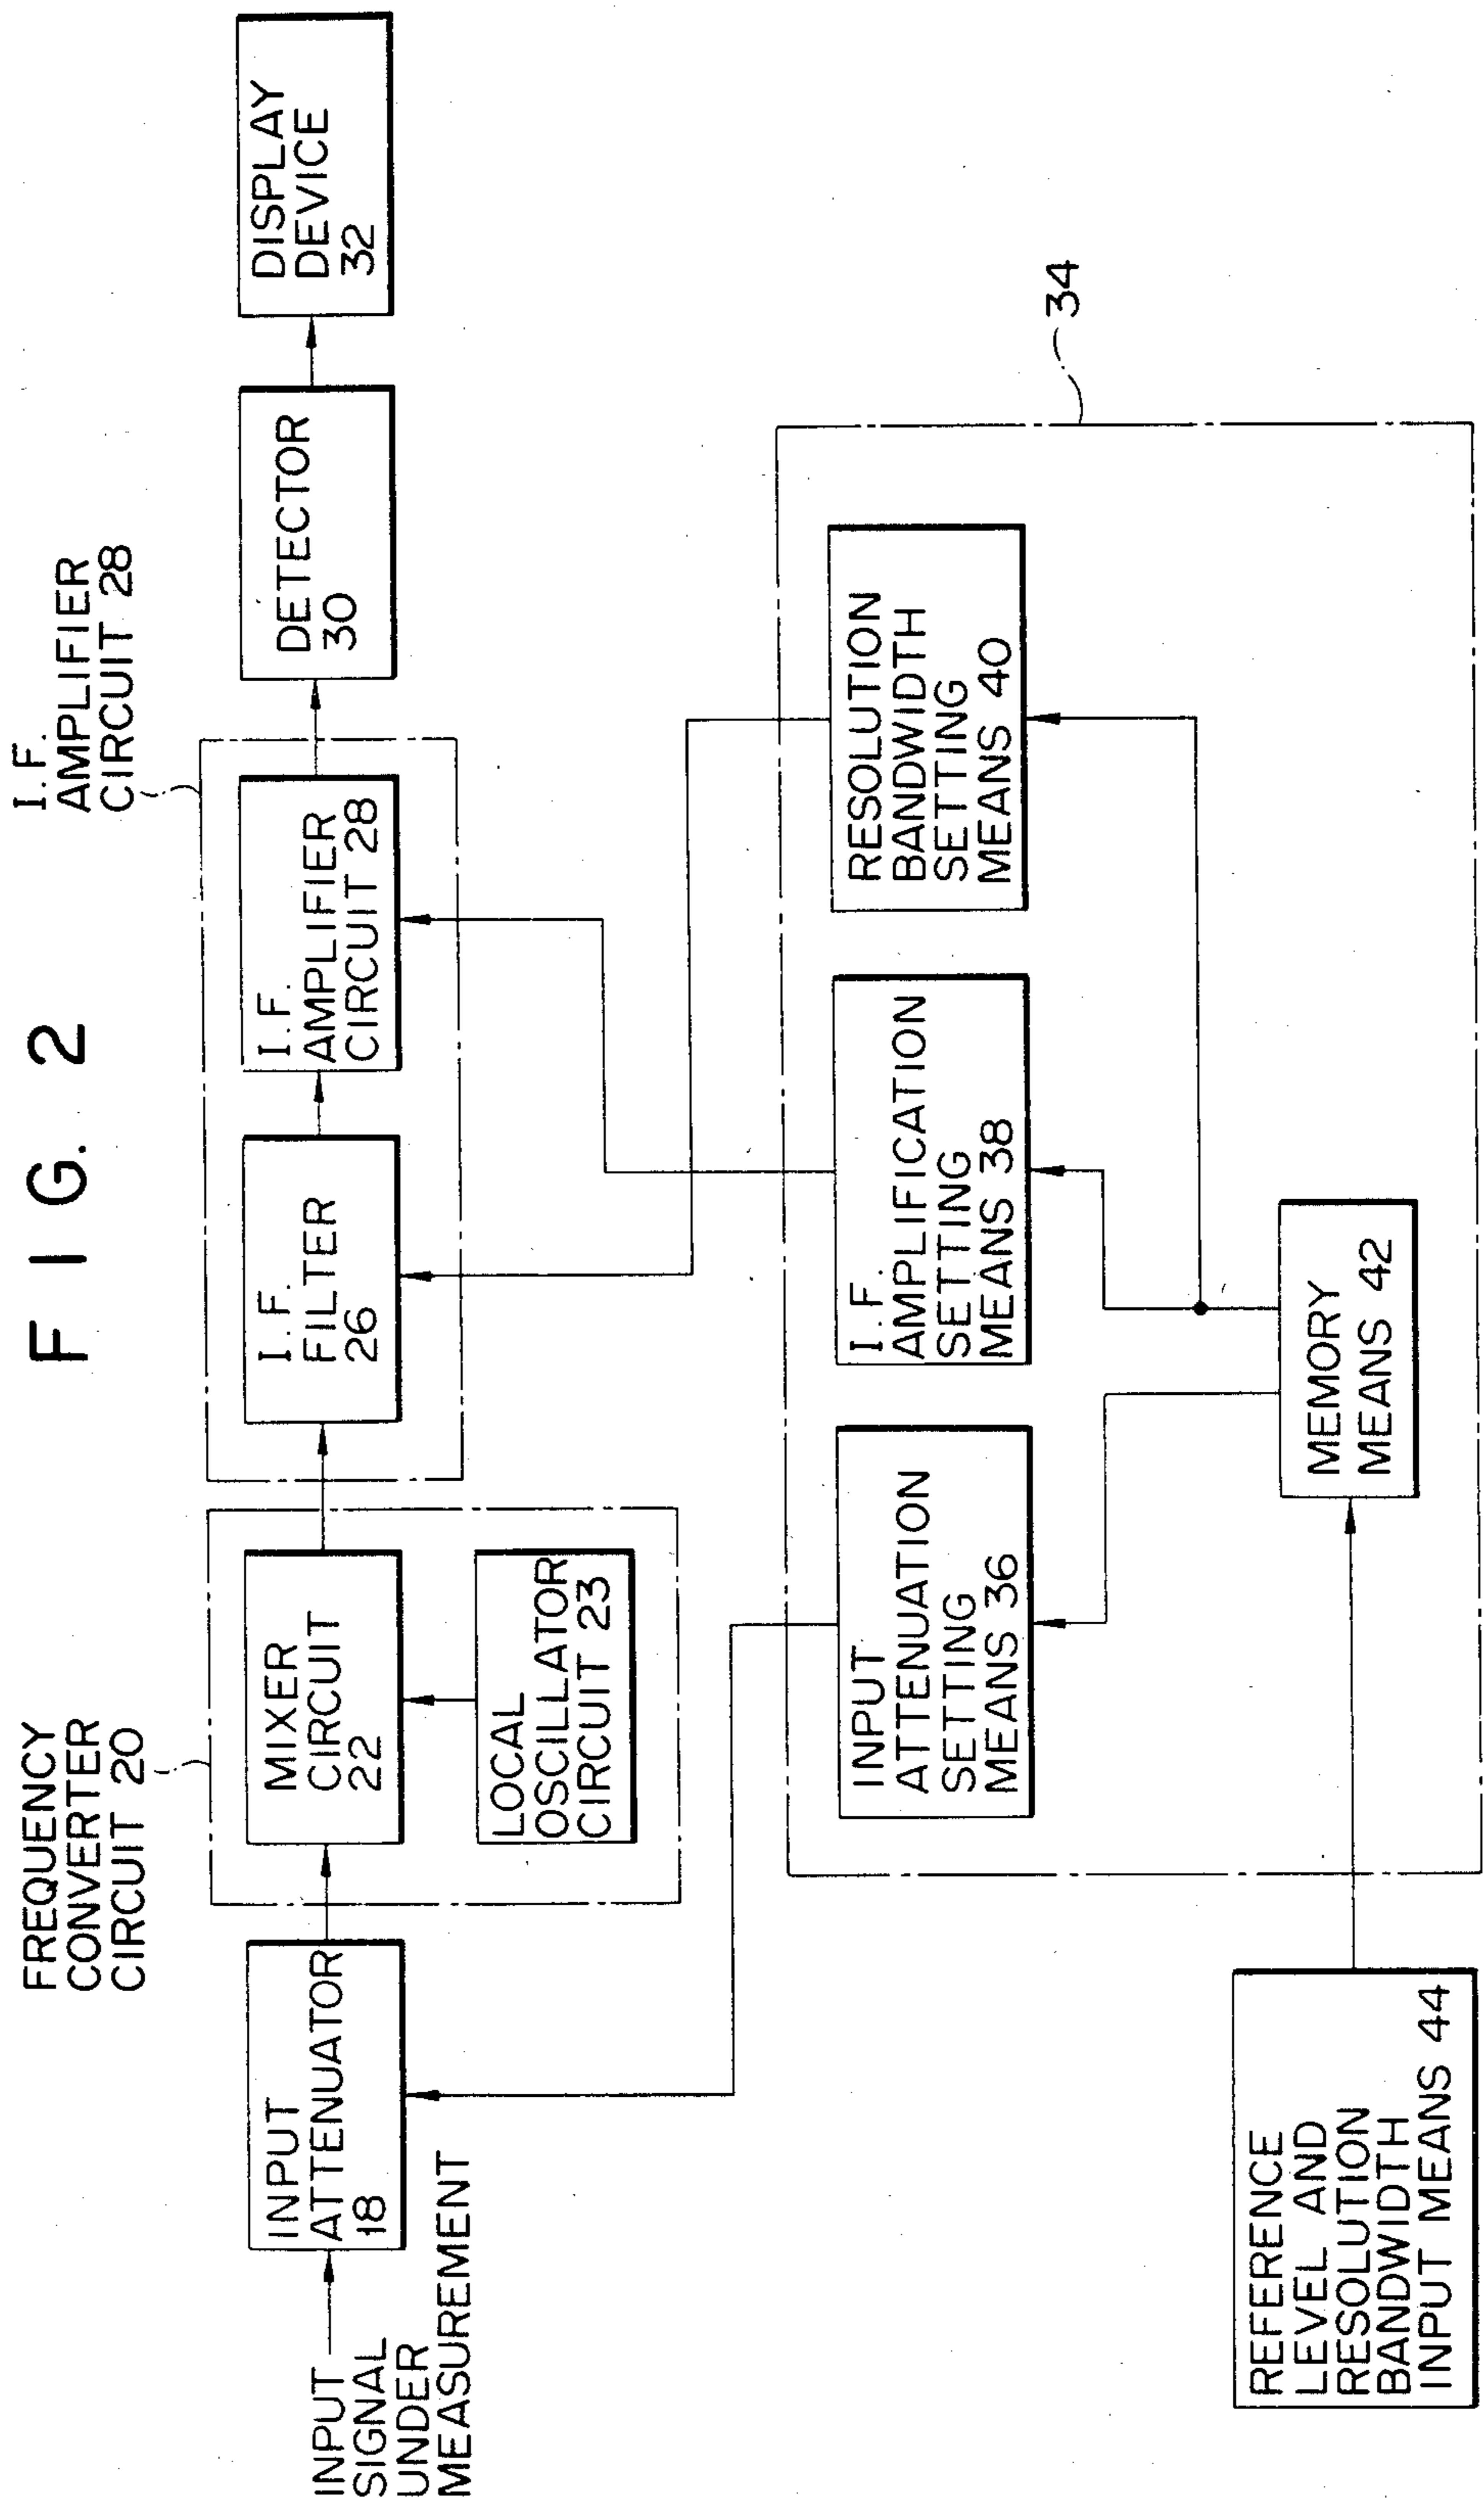 FIG. 2
FREQUENCY
CONVERTER
CIRCUIT 20
I.F.
AMPLIFIER
CIRCUIT 28
INPUT
SIGNAL
UNDER
MEASUREMENT
INPUT
ATTENUATOR
18
MIXER
CIRCUIT
22
LOCAL
OSCILLATOR
CIRCUIT 23
I.F.
FILTER
26
I.F.
AMPLIFIER
CIRCUIT 28
DETECTOR
30
DISPLAY
DEVICE
32
34
INPUT
ATTENUATION
SETTING
MEANS 36
I.F.
AMPLIFICATION
SETTING
MEANS 38
RESOLUTION
BANDWIDTH
SETTING
MEANS 40
MEMORY
MEANS 42
REFERENCE
LEVEL AND
RESOLUTION
BANDWIDTH
INPUT MEANS 44